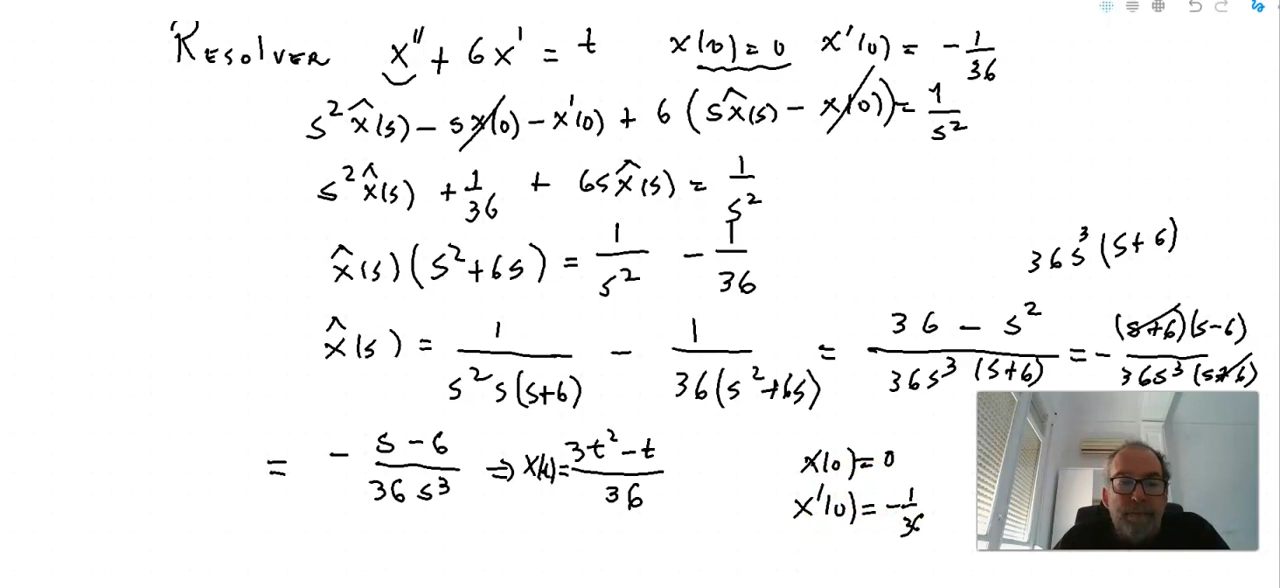 RESOLVER x'' + 6x' = t x(0) = 0 x'(0) = -1/36
s²x̂(s) - sx(0) - x'(0) + 6(sx̂(s) - x(0)) = 1/s²
s²x̂(s) + 1/36 + 6sx̂(s) = 1/s²
x̂(s)(s²+6s) = 1/s² - 1/36
36s³(s+6)
x̂(s) = 1/(s²s(s+6)) - 1/(36(s²+6s)) = (36 - s²)/(36s³(s+6)) = -(s+6)(s-6)/(36s³(s+6))
= -(s-6)/(36s³) ⇒ x(t) = (3t²-t)/36
x(0) = 0
x'(0) = -1/36